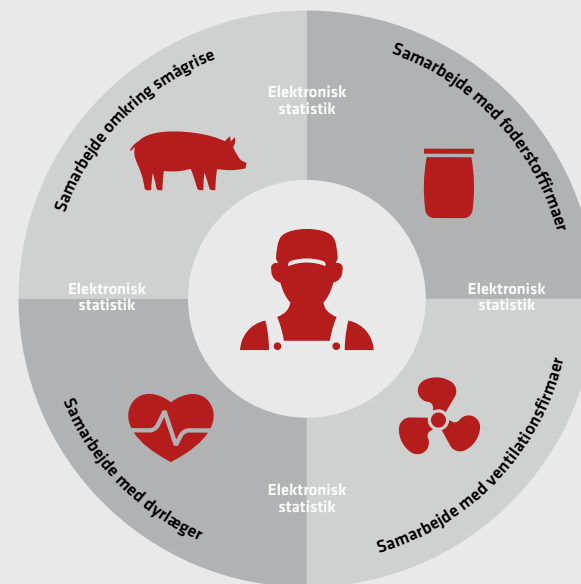 Samarbejde omkring smågrise
Elektronisk
statistik
Samarbejde med foderstoffirmaer
Elektronisk
statistik
Elektronisk
statistik
Samarbejde med dyrlæger
Elektronisk
statistik
Samarbejde med ventilationsfirmaer